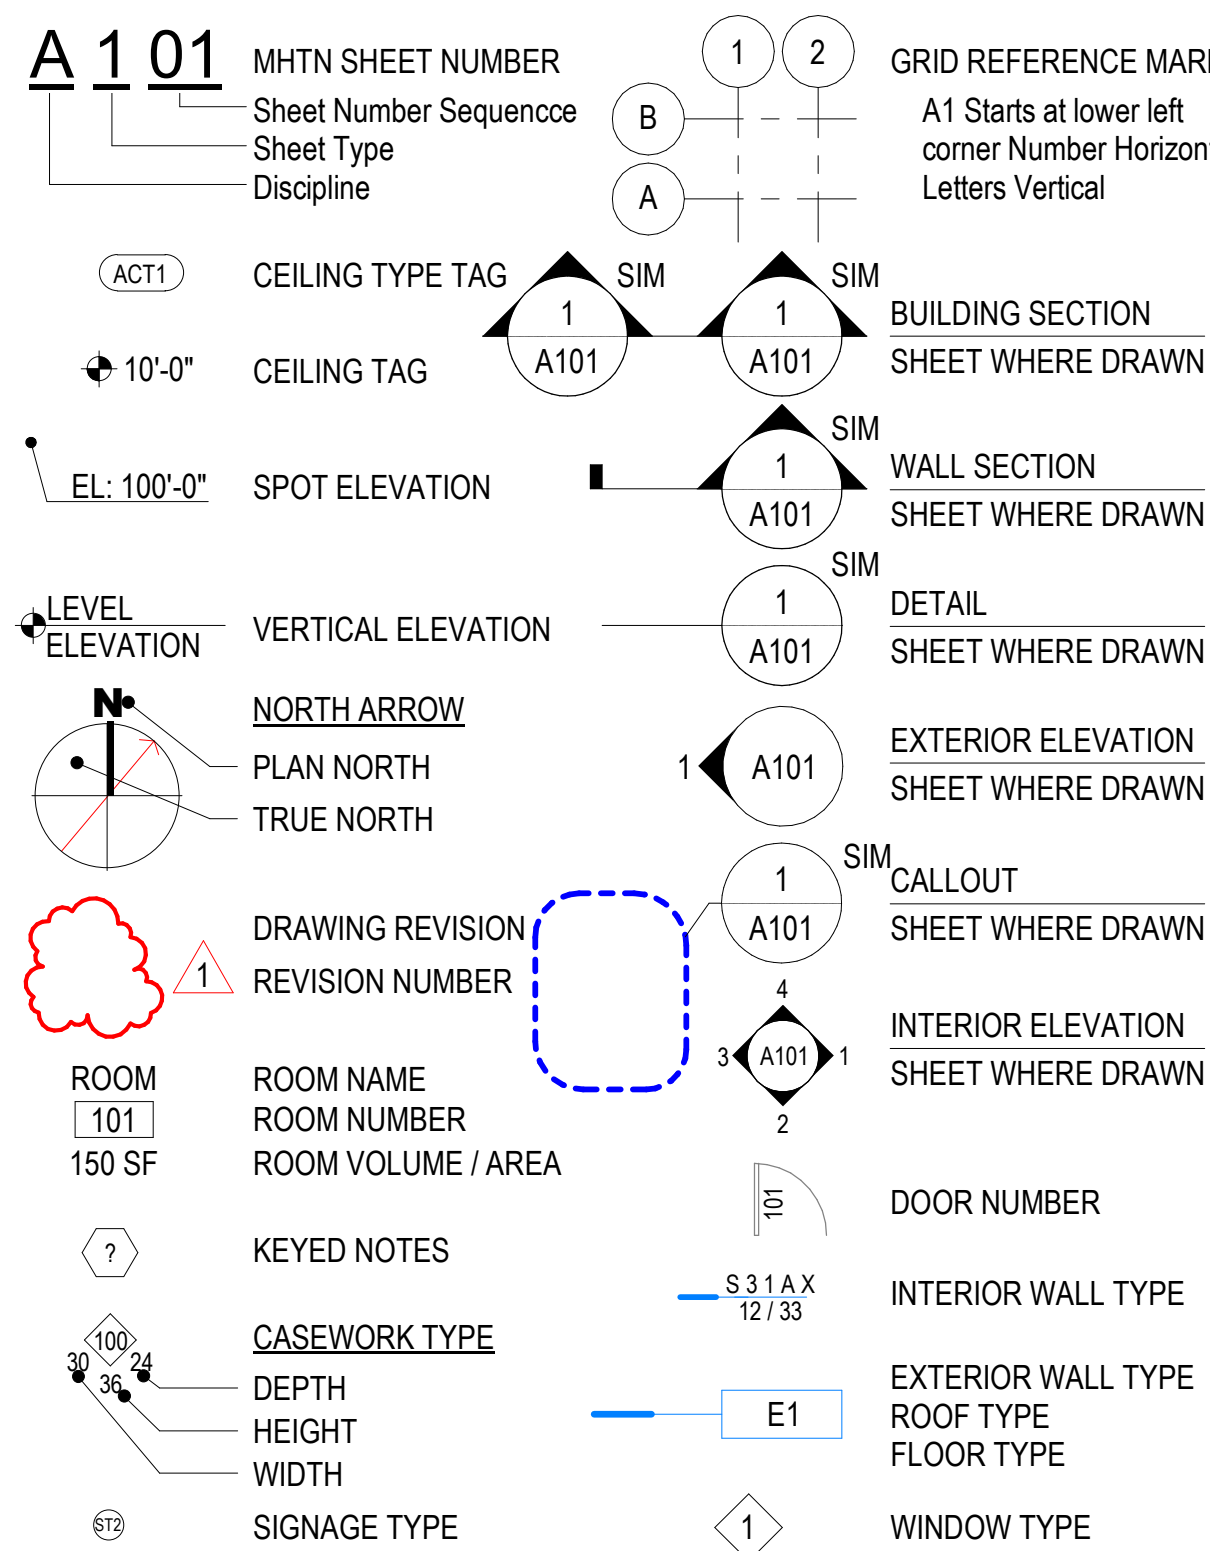 A 1 01
MHTN SHEET NUMBER
Sheet Number Sequencce
Sheet Type
Discipline
ACT1
CEILING TYPE TAG
10'-0"
CEILING TAG
EL: 100'-0"
SPOT ELEVATION
LEVEL
ELEVATION
VERTICAL ELEVATION
N
NORTH ARROW
PLAN NORTH
TRUE NORTH
DRAWING REVISION
1
REVISION NUMBER
ROOM
ROOM NAME
101
ROOM NUMBER
150 SF
ROOM VOLUME / AREA
?
KEYED NOTES
100
30
24
36
CASEWORK TYPE
DEPTH
HEIGHT
WIDTH
ST2
SIGNAGE TYPE
1
2
B
A
GRID REFERENCE MAR
A1 Starts at lower left
corner Number Horizon
Letters Vertical
SIM
1
A101
SIM
1
A101
BUILDING SECTION
SHEET WHERE DRAWN
SIM
1
A101
WALL SECTION
SHEET WHERE DRAWN
SIM
1
A101
DETAIL
SHEET WHERE DRAWN
1
A101
EXTERIOR ELEVATION
SHEET WHERE DRAWN
SIM
1
A101
CALLOUT
SHEET WHERE DRAWN
4
3
A101
1
2
INTERIOR ELEVATION
SHEET WHERE DRAWN
101
DOOR NUMBER
S 3 1 A X
12 / 33
INTERIOR WALL TYPE
E1
EXTERIOR WALL TYPE
ROOF TYPE
FLOOR TYPE
1
WINDOW TYPE